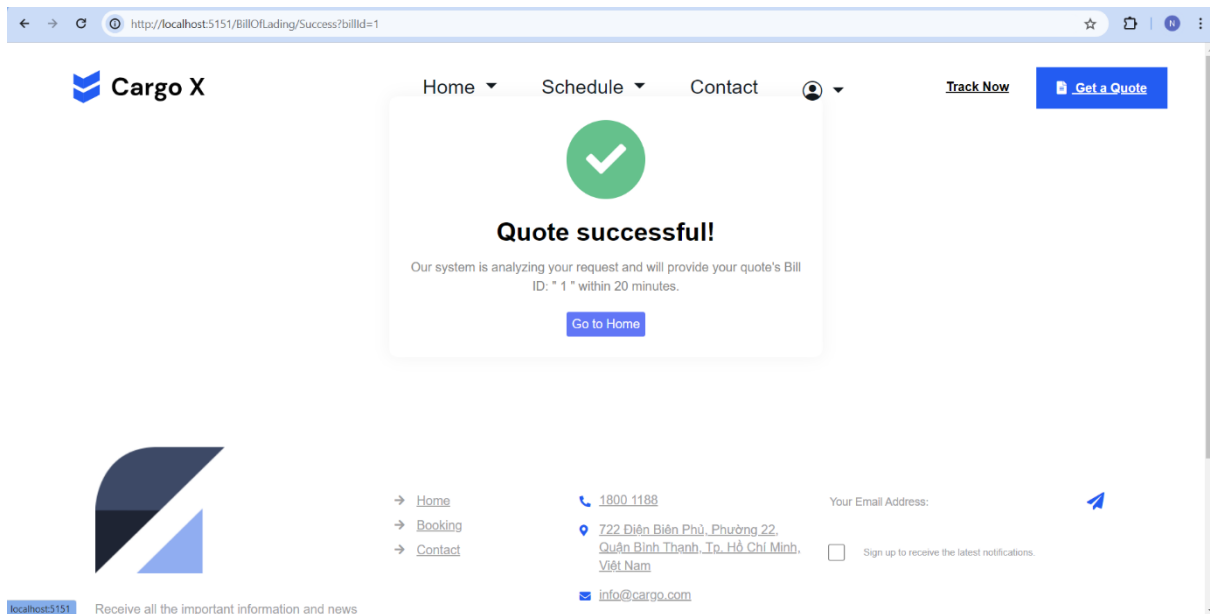 http://localhost:5151/BillOfLading/Success?billId=1
N
Cargo X
Home
Schedule
Contact
Track Now
Get a Quote
Quote successful!
Our system is analyzing your request and will provide your quote's Bill
ID: " 1 " within 20 minutes.
Go to Home
Home
Booking
Contact
1800 1188
722 Điện Biên Phủ, Phường 22,
Quận Bình Thạnh, Tp. Hồ Chí Minh,
Việt Nam
info@cargo.com
Your Email Address:
Sign up to receive the latest notifications.
Receive all the important information and news
localhost:5151